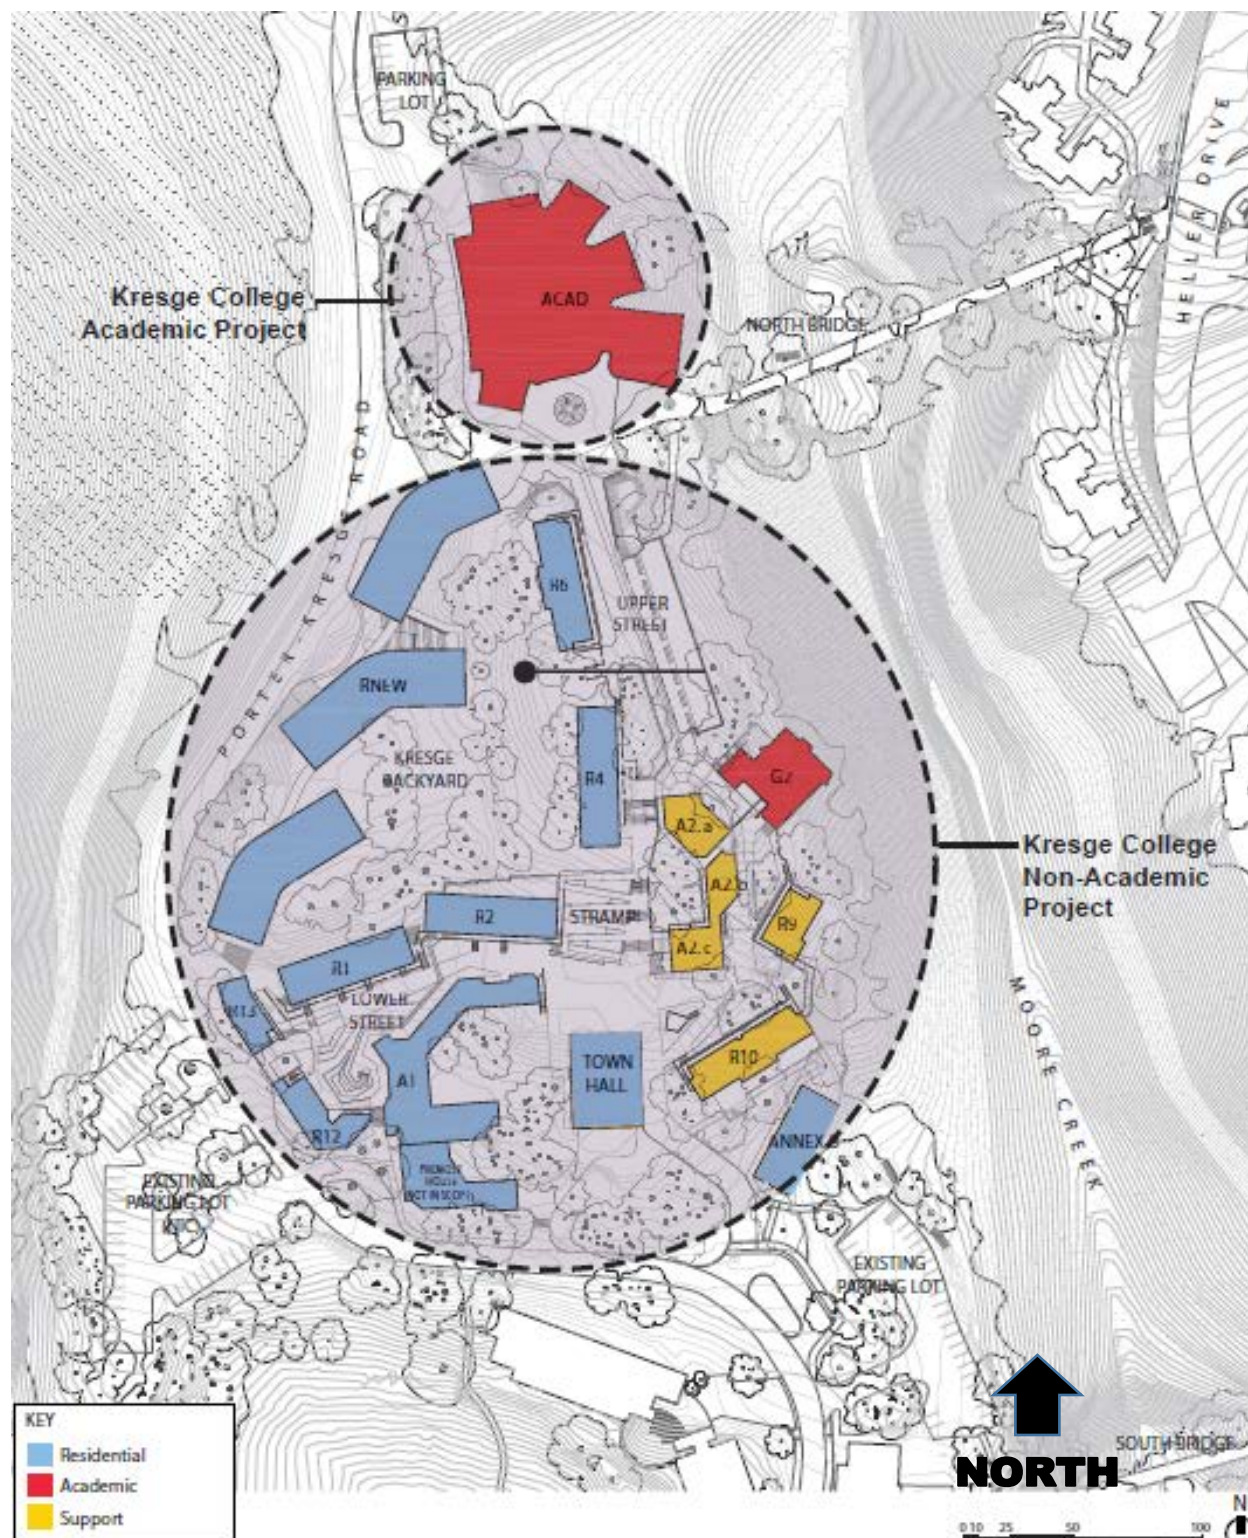 PARKING
LOT
HELLER DRIVE
ACAD
Kresge College
Academic Project
NORTH BRIDGE
PORTER-KRESGE ROAD
R6
UPPER
STREET
RNEW
KRESGE
BACKYARD
R4
G2
A2.a
A2.b
Kresge College
Non-Academic
Project
R2
STRAMP
R9
A2.c
R1
LOWER
STREET
R13
MOORE CREEK
TOWN
HALL
R10
A1
R12
ANNEX
HOUSE
EXISTING
PARKING LOT
EXISTING
PARKING LOT
KEY
Residential
Academic
Support
SOUTH BRIDGE
NORTH
N
0 10 25 50 100